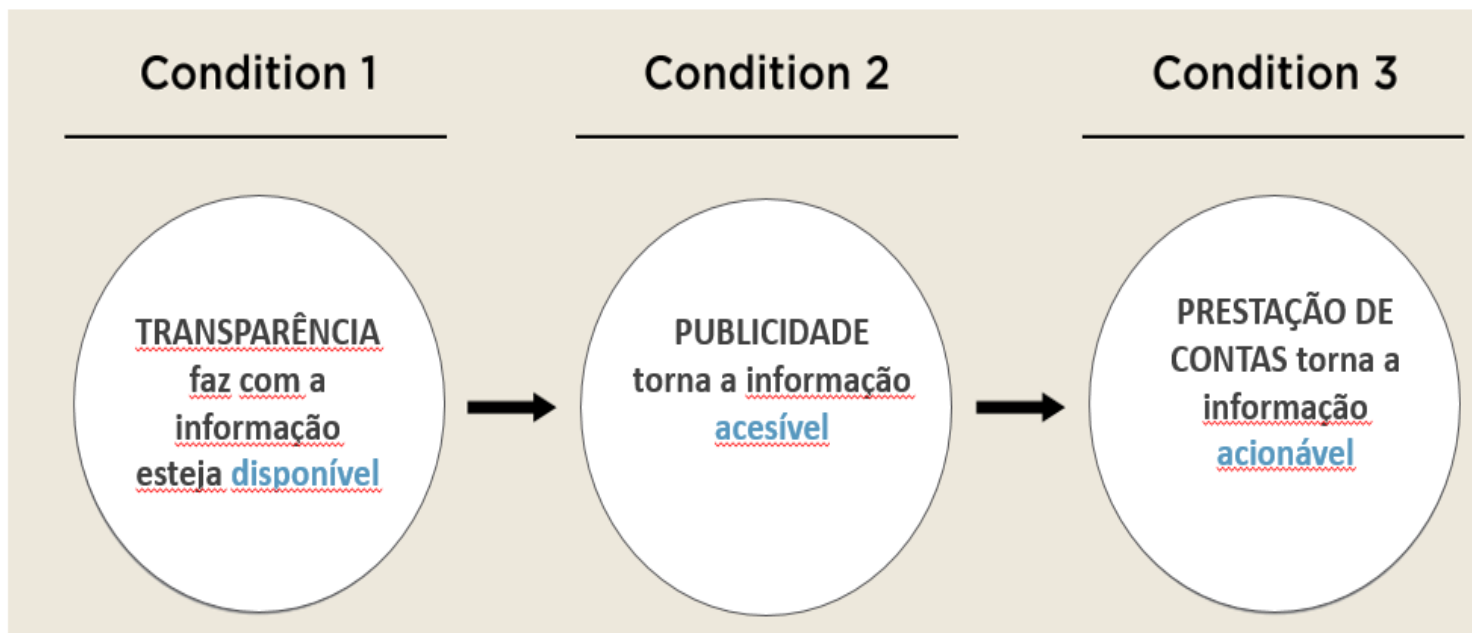 Condition 1
Condition 2
Condition 3
TRANSPARÊNCIA
faz com a
informação
esteja disponível
PUBLICIDADE
torna a informação
acesível
PRESTAÇÃO DE
CONTAS torna a
informação
acionável